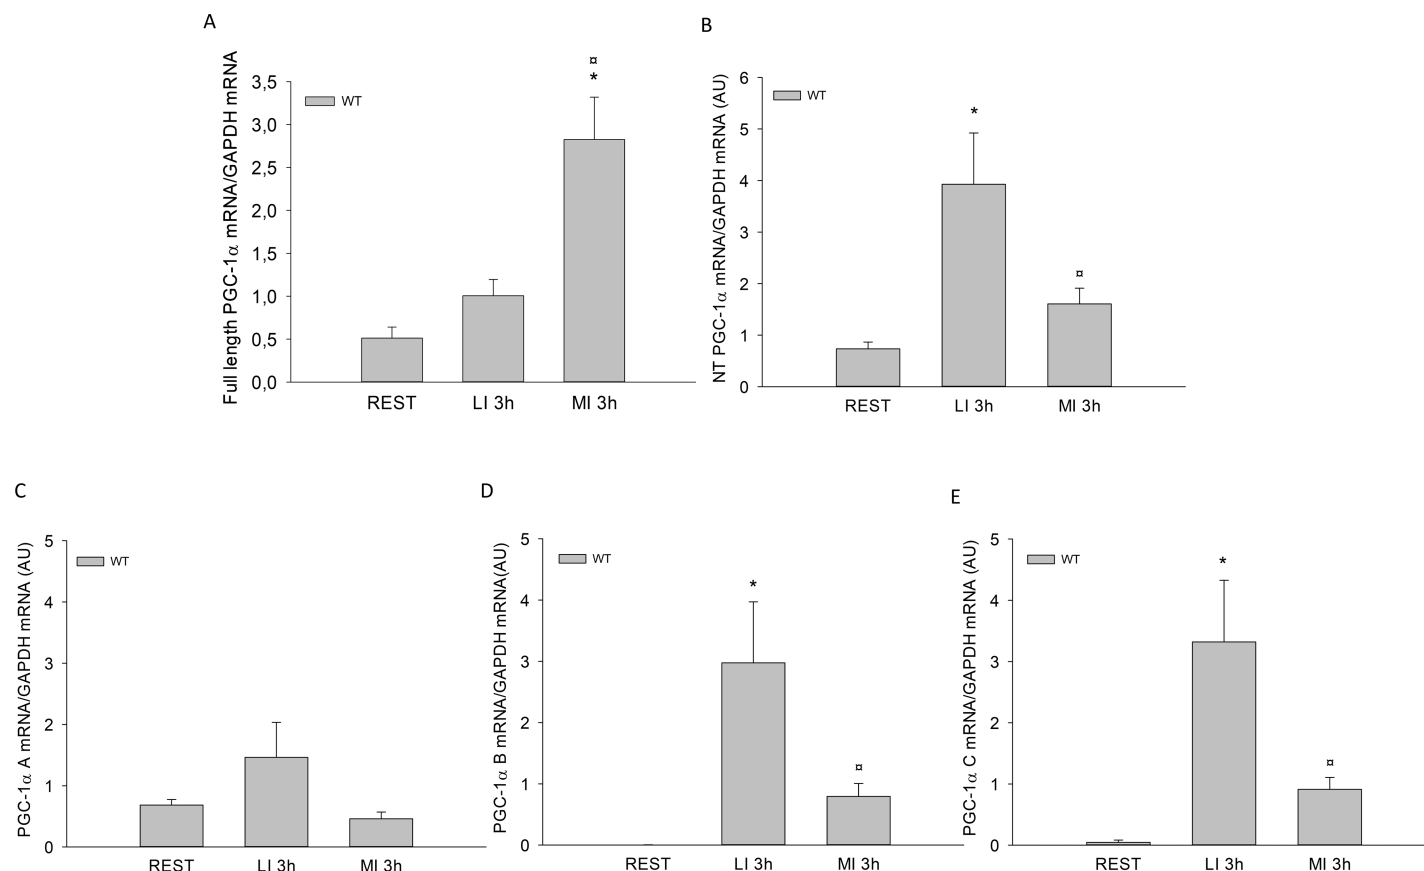 A
Full length PGC-1α mRNA/GAPDH mRNA
3,5
3,0
2,5
2,0
1,5
1,0
0,5
0,0
WT
¤
*
REST LI 3h MI 3h
B
NT PGC-1α mRNA/GAPDH mRNA (AU)
6
5
4
3
2
1
0
WT
*
¤
REST LI 3h MI 3h
C
PGC-1α A mRNA/GAPDH mRNA (AU)
5
4
3
2
1
0
WT
REST LI 3h MI 3h
D
PGC-1α B mRNA/GAPDH mRNA(AU)
5
4
3
2
1
0
WT
*
¤
REST LI 3h MI 3h
E
PGC-1α C mRNA/GAPDH mRNA (AU)
5
4
3
2
1
0
WT
*
¤
REST LI 3h MI 3h